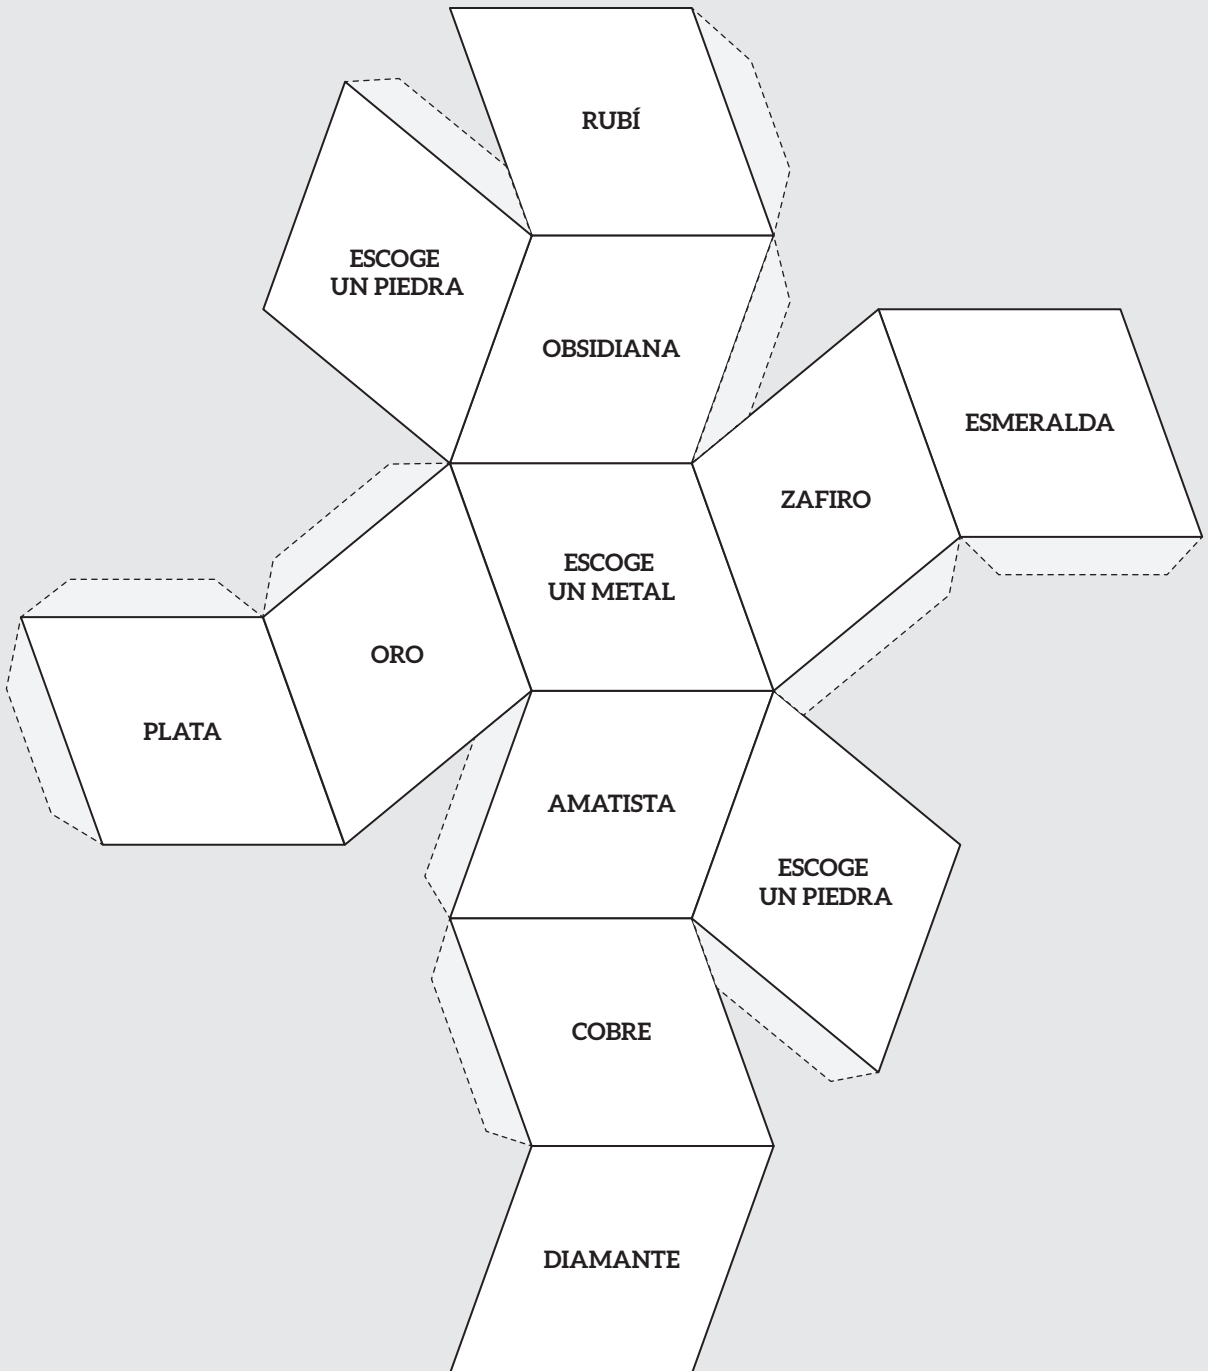 RUBÍ
ESCOGE
UN PIEDRA
OBSIDIANA
ESMERALDA
ZAFIRO
ESCOGE
UN METAL
ORO
PLATA
AMATISTA
ESCOGE
UN PIEDRA
COBRE
DIAMANTE